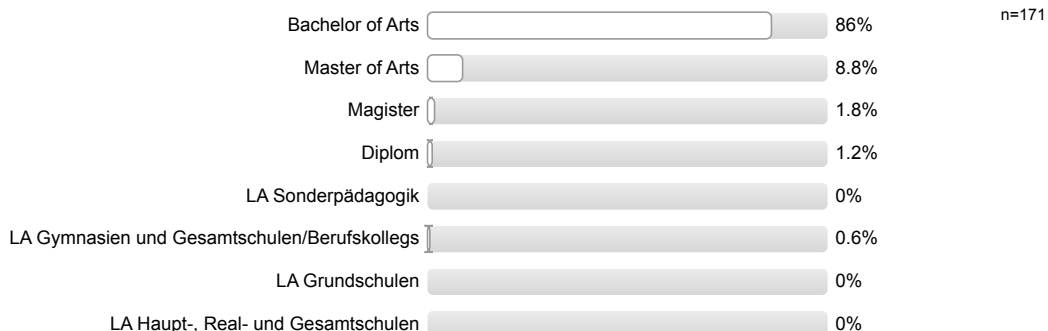 n=171
Bachelor of Arts 86%
Master of Arts 8.8%
Magister 1.8%
Diplom 1.2%
LA Sonderpädagogik 0%
LA Gymnasien und Gesamtschulen/Berufskollegs 0.6%
LA Grundschulen 0%
LA Haupt-, Real- und Gesamtschulen 0%